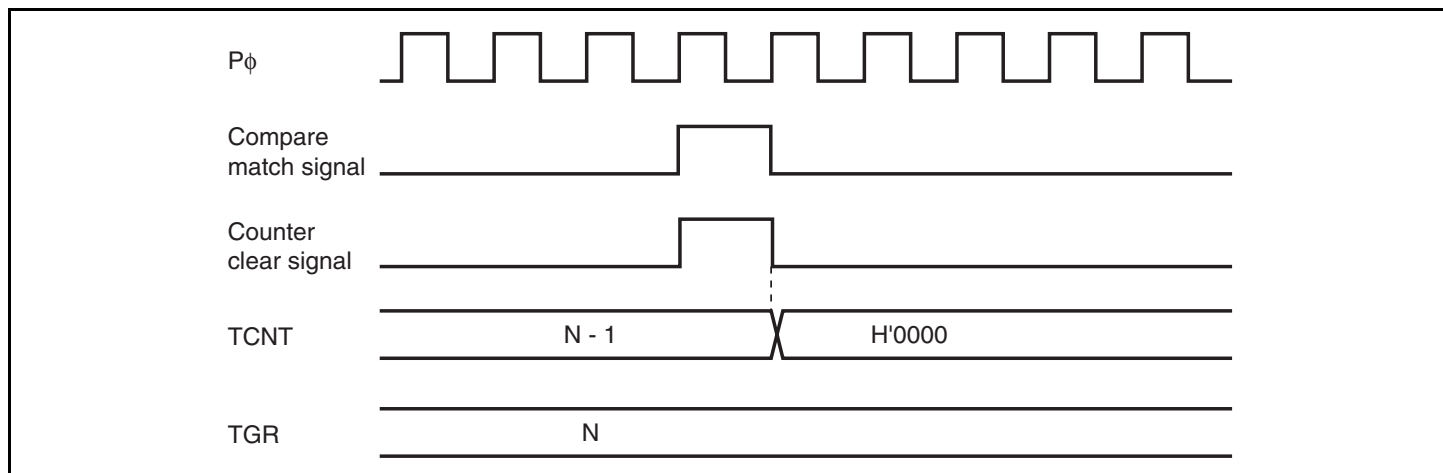 Pϕ
Compare
match signal
Counter
clear signal
TCNT
N - 1
H'0000
TGR
N